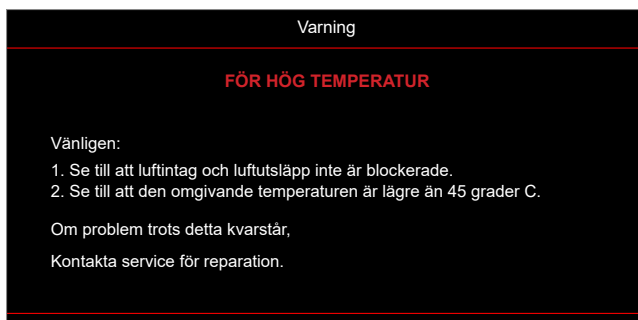 Varning
FÖR HÖG TEMPERATUR
Vänligen:
1. Se till att luftintag och luftutsläpp inte är blockerade.
2. Se till att den omgivande temperaturen är lägre än 45 grader C.
Om problem trots detta kvarstår,
Kontakta service för reparation.